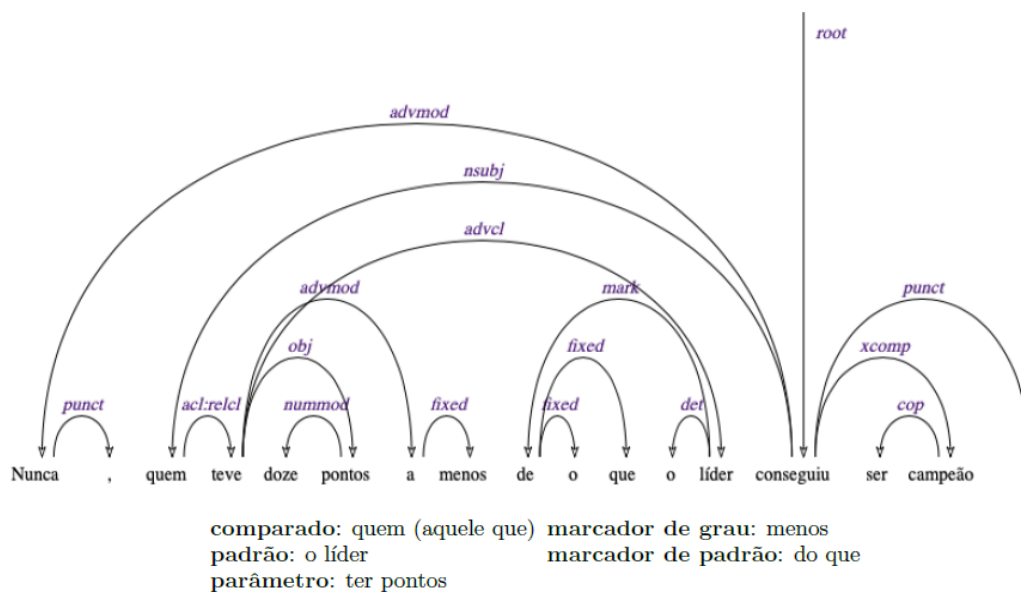 root
advmod
nsubj
advcl
advmod mark punct
obj fixed xcomp
punct acl:relcl nummod fixed fixed det cop
Nunca , quem teve doze pontos a menos de o que o líder conseguiu ser campeão
comparado: quem (aquele que) marcador de grau: menos
padrão: o líder marcador de padrão: do que
parâmetro: ter pontos